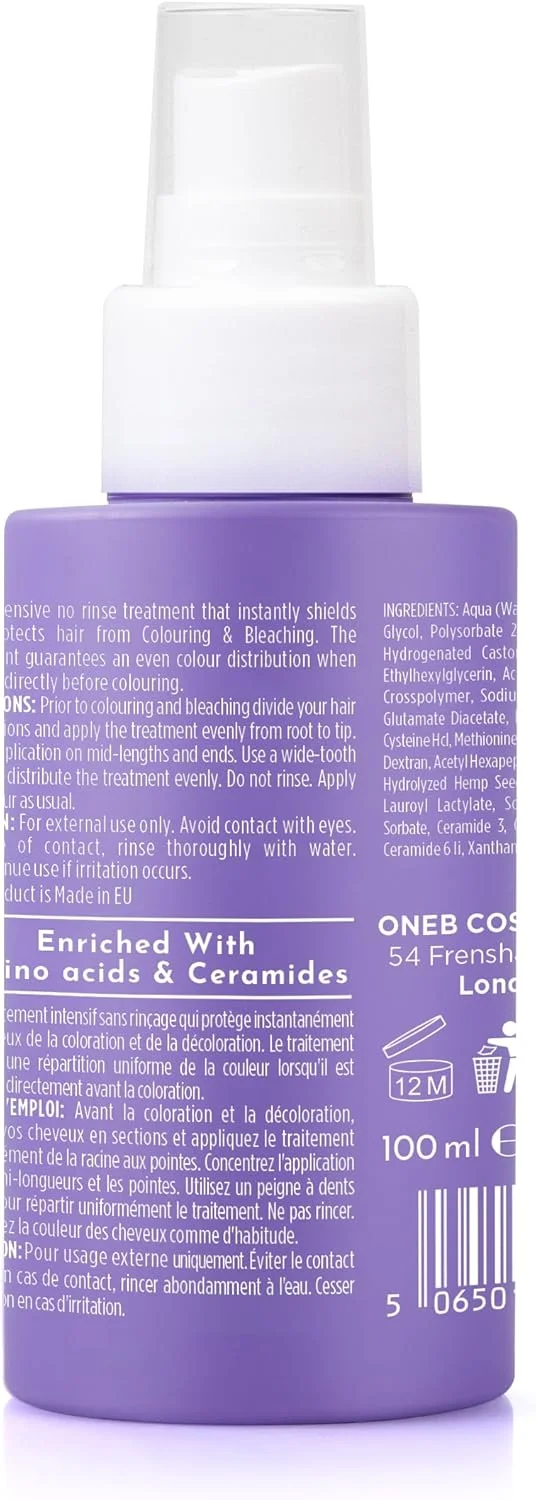 ensive no rinse treatment that instantly shields
otects hair from Colouring & Bleaching. The
nt guarantees an even colour distribution when
directly before colouring.
ONS: Prior to colouring and bleaching divide your hair
ions and apply the treatment evenly from root to tip.
plication on mid-lengths and ends. Use a wide-tooth
distribute the treatment evenly. Do not rinse. Apply
ur as usual.
N: For external use only. Avoid contact with eyes.
of contact, rinse thoroughly with water.
nue use if irritation occurs.
duct is Made in EU
Enriched With
ino acids & Ceramides
tement intensif sans rinçage qui protège instantanément
eux de la coloration et de la décoloration. Le traitement
une répartition uniforme de la couleur lorsqu'il est
directement avant la coloration.
'EMPLOI: Avant la coloration et la décoloration,
vos cheveux en sections et appliquez le traitement
ement de la racine aux pointes. Concentrez l'application
mi-longueurs et les pointes. Utilisez un peigne à dents
our répartir uniformément le traitement. Ne pas rincer.
ez la couleur des cheveux comme d'habitude.
ON: Pour usage externe uniquement. Éviter le contact
n cas de contact, rincer abondamment à l'eau. Cesser
on en cas d'irritation.
INGREDIENTS: Aqua (Wa
Glycol, Polysorbate 2
Hydrogenated Casto
Ethylhexylglycerin, Ac
Crosspolymer, Sodiu
Glutamate Diacetate,
Cysteine Hcl, Methionine
Dextran, Acetyl Hexapep
Hydrolyzed Hemp See
Lauroyl Lactylate, So
Sorbate, Ceramide 3,
Ceramide 6 Ii, Xanthan
ONEB COS
54 Frensh
Lond
12 M
100 ml e
5 0650